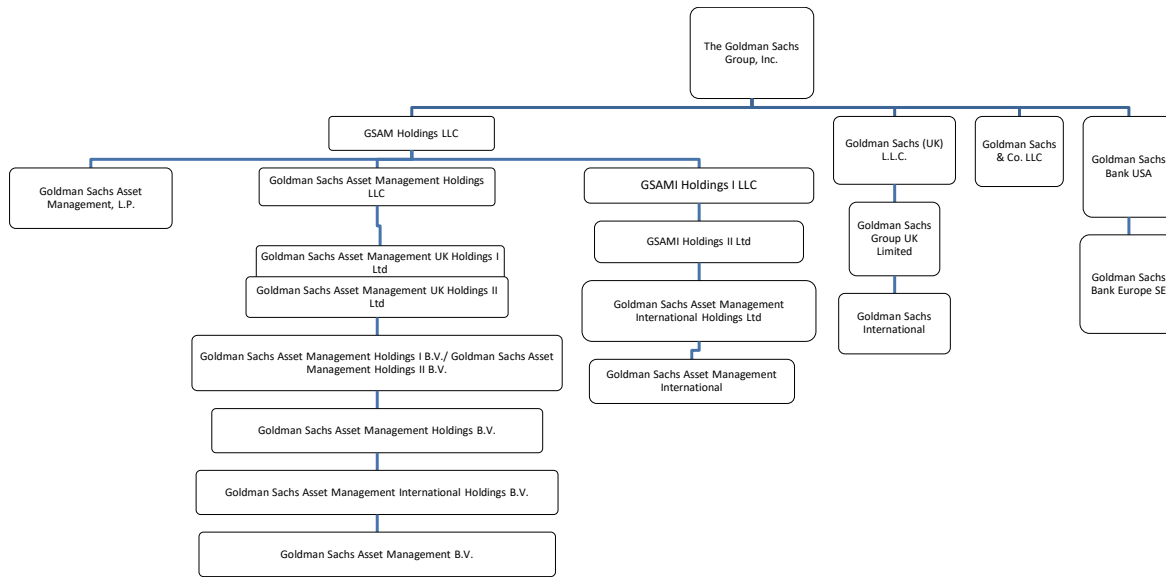 The Goldman Sachs
Group, Inc.
GSAM Holdings LLC
Goldman Sachs (UK)
L.L.C.
Goldman Sachs
& Co. LLC
Goldman Sachs
Bank USA
Goldman Sachs Asset
Management, L.P.
Goldman Sachs Asset Management Holdings
LLC
GSAMI Holdings I LLC
Goldman Sachs
Group UK
Limited
GSAMI Holdings II Ltd
Goldman Sachs Asset Management UK Holdings I
Ltd
Goldman Sachs Asset Management UK Holdings II
Ltd
Goldman Sachs
Bank Europe SE
Goldman Sachs Asset Management
International Holdings Ltd
Goldman Sachs
International
Goldman Sachs Asset Management Holdings I B.V./ Goldman Sachs Asset
Management Holdings II B.V.
Goldman Sachs Asset Management
International
Goldman Sachs Asset Management Holdings B.V.
Goldman Sachs Asset Management International Holdings B.V.
Goldman Sachs Asset Management B.V.